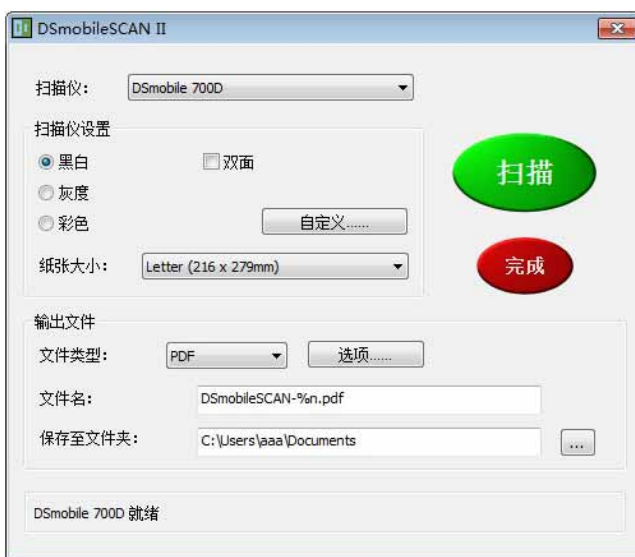 DSmobileSCAN II
扫描仪: DSmobile 700D
扫描仪设置
黑白 双面
灰度
彩色 自定义......
纸张大小: Letter (216 x 279mm)
扫描
完成
输出文件
文件类型: PDF 选项......
文件名: DSmobileSCAN-%n.pdf
保存至文件夹: C:\Users\aaa\Documents ...
DSmobile 700D 就绪